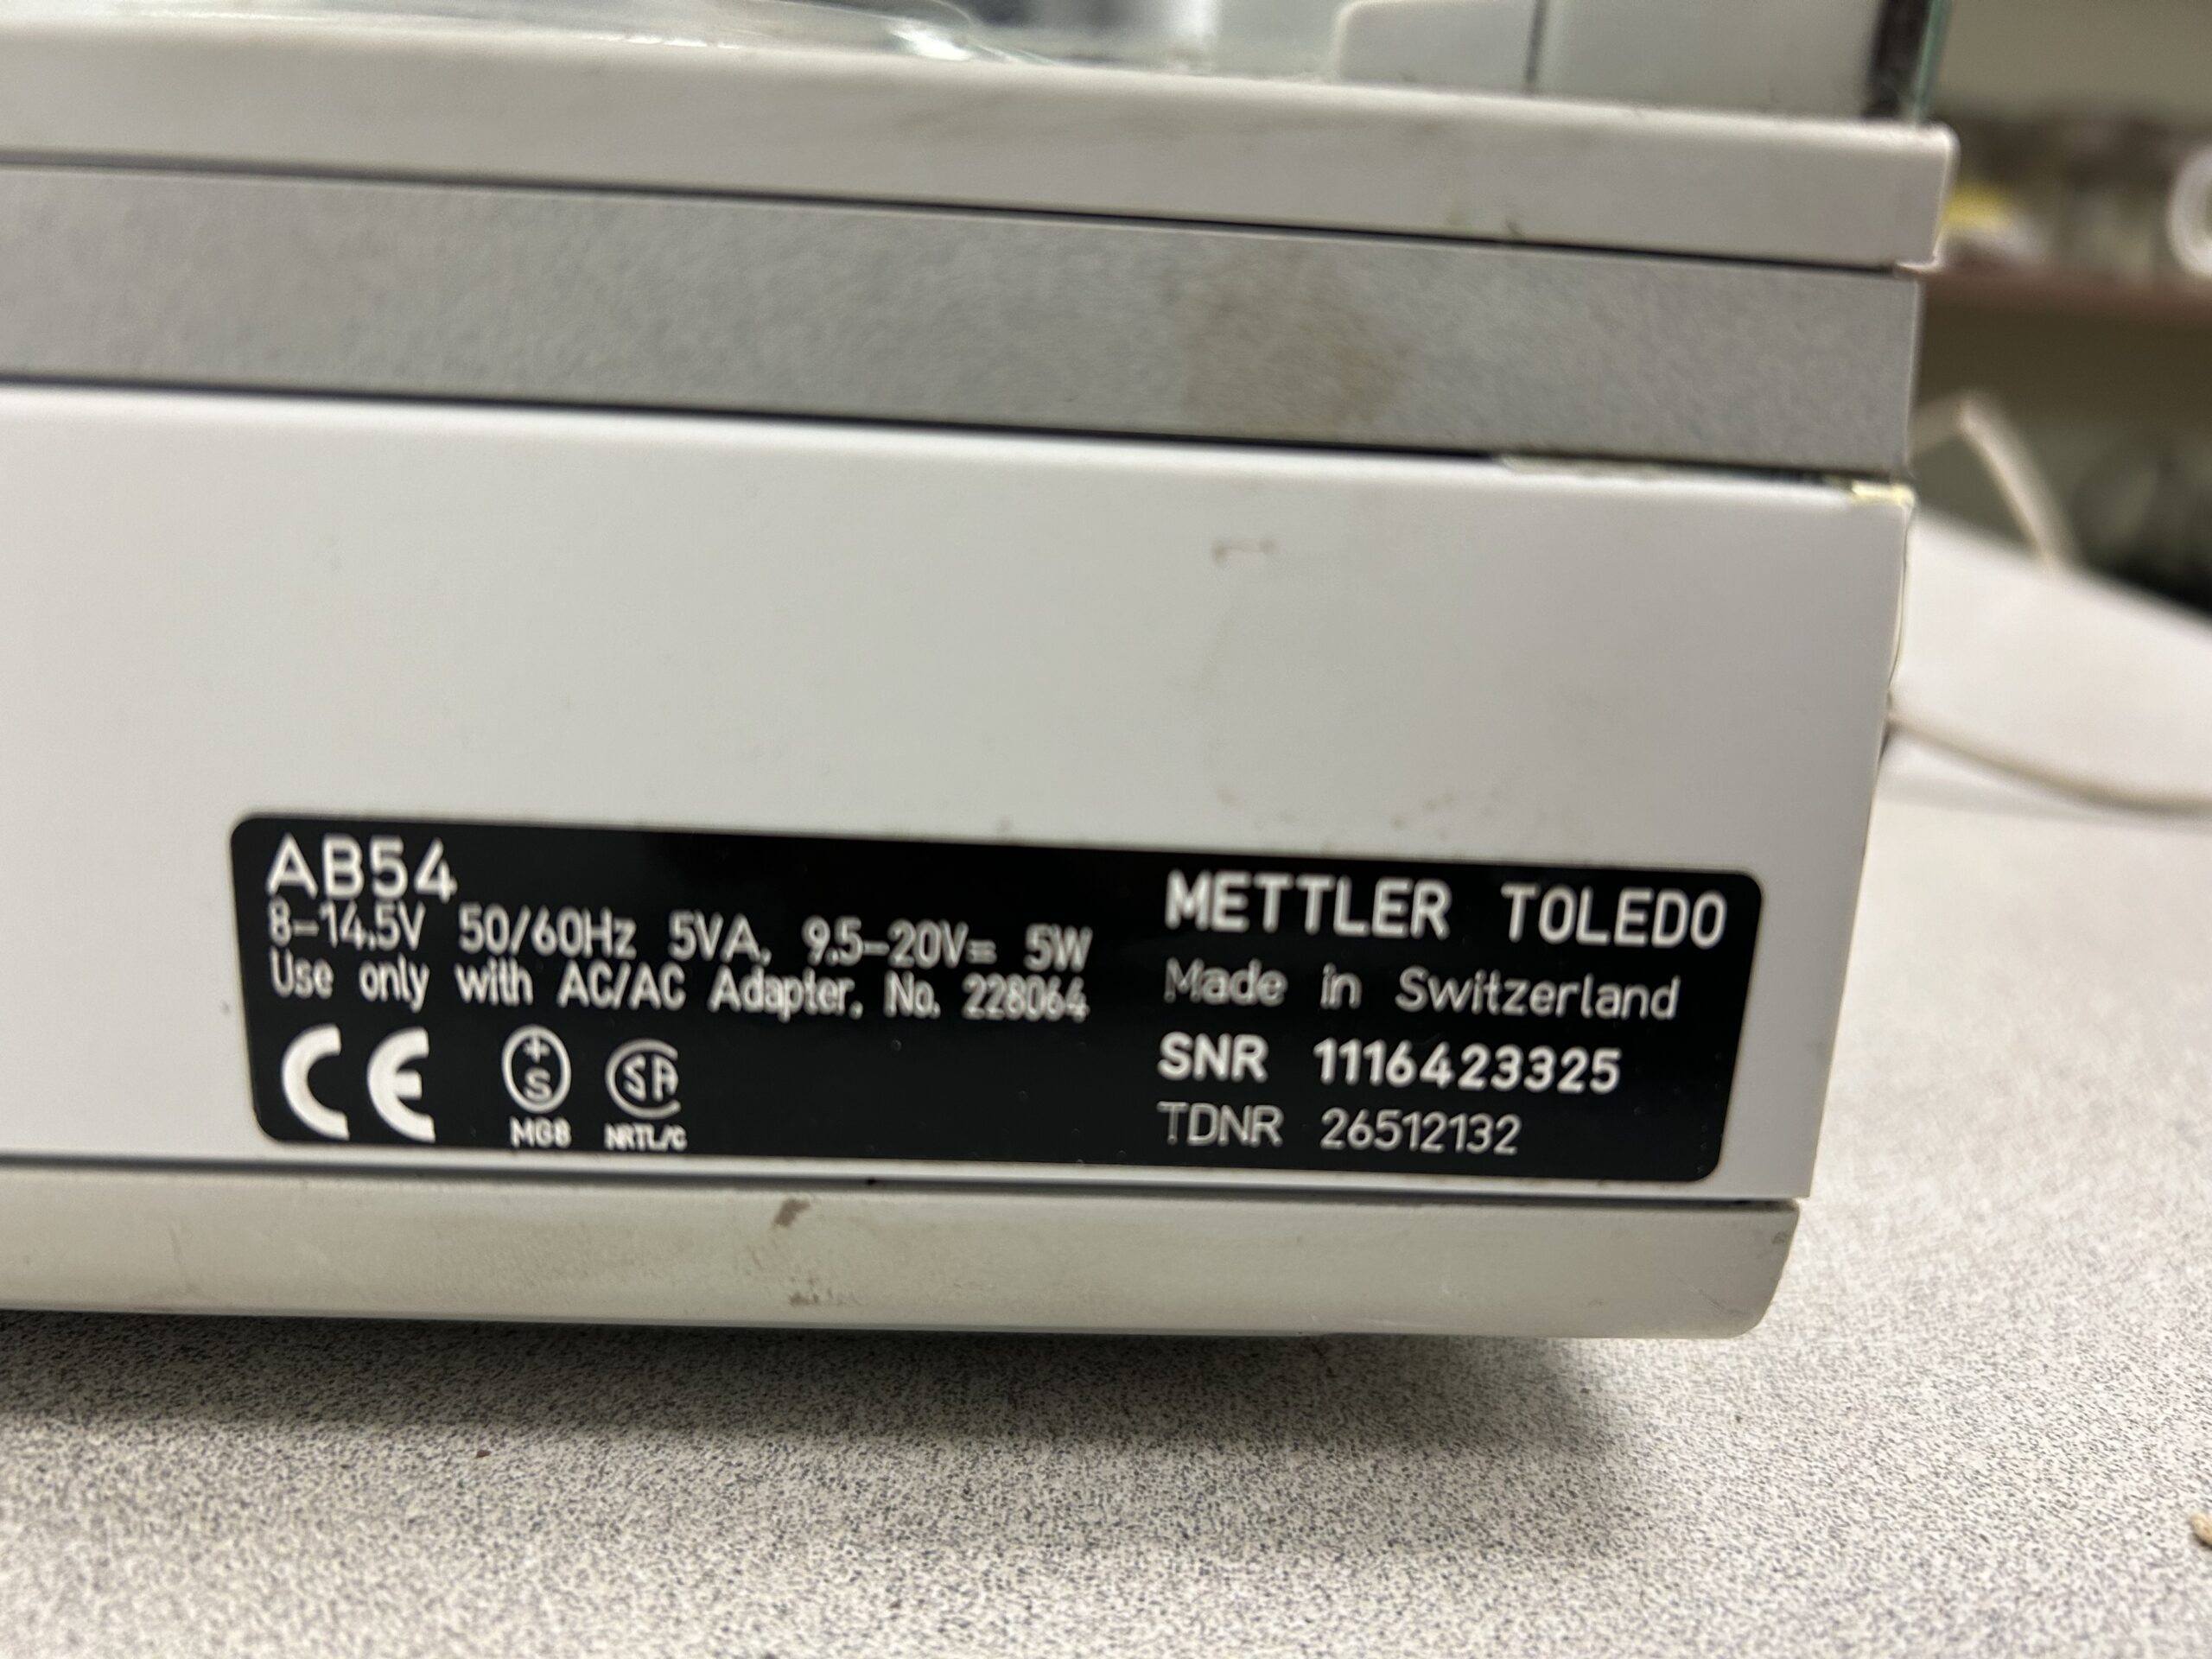 AB54
8-14.5V 50/60Hz 5VA, 9.5-20V= 5W
Use only with AC/AC Adapter, No. 228064
CE
+S
MG8
SA
NRTL/C
METTLER TOLEDO
Made in Switzerland
SNR 1116423325
TDNR 26512132